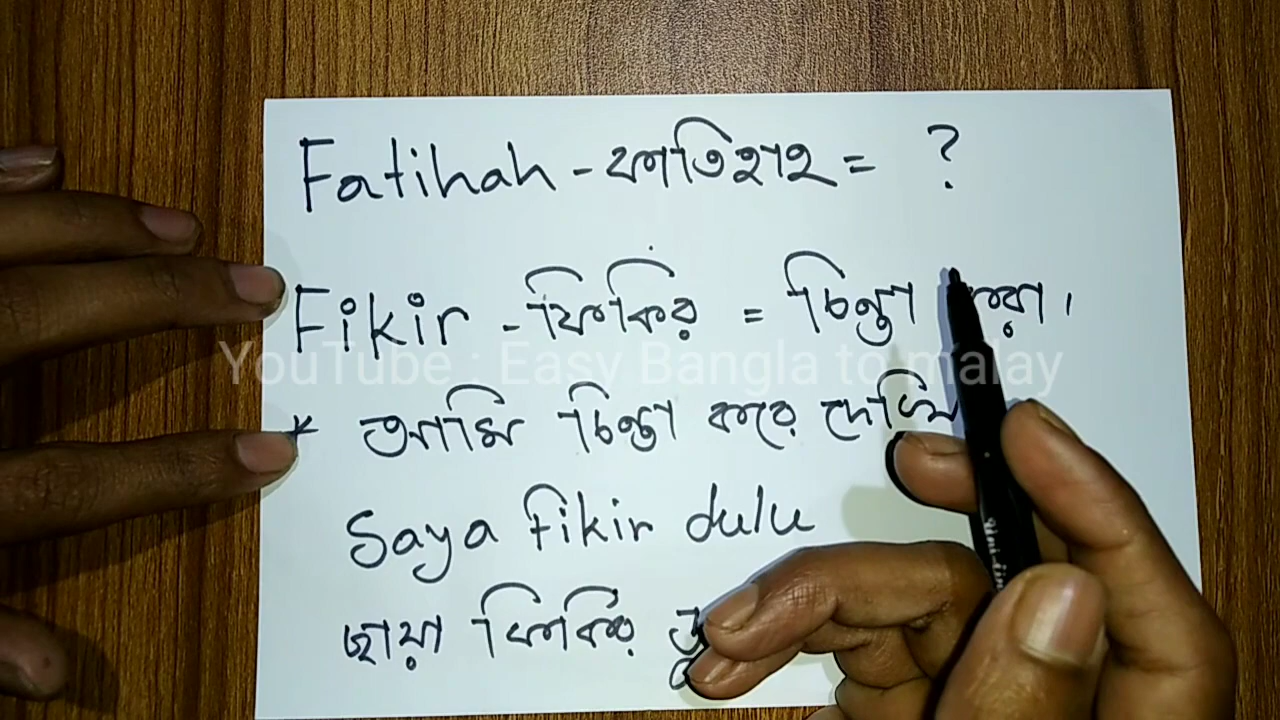 Fatihah - ফাতিহাহ = ?
Fikir - ফিকির = চিন্তা করা।
YouTube : Easy Bangla to malay
* আমি চিন্তা করে দেখি
Saya fikir dulu
ছায়া ফিকির